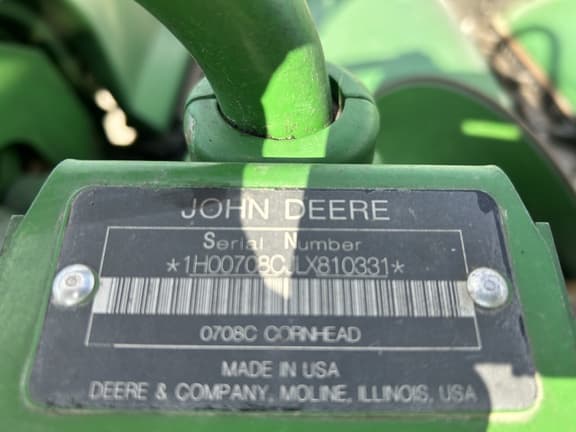 JOHN DEERE
Serial Number
*1H00708CJLX810331*
0708C CORNHEAD
MADE IN USA
DEERE & COMPANY, MOLINE, ILLINOIS, USA